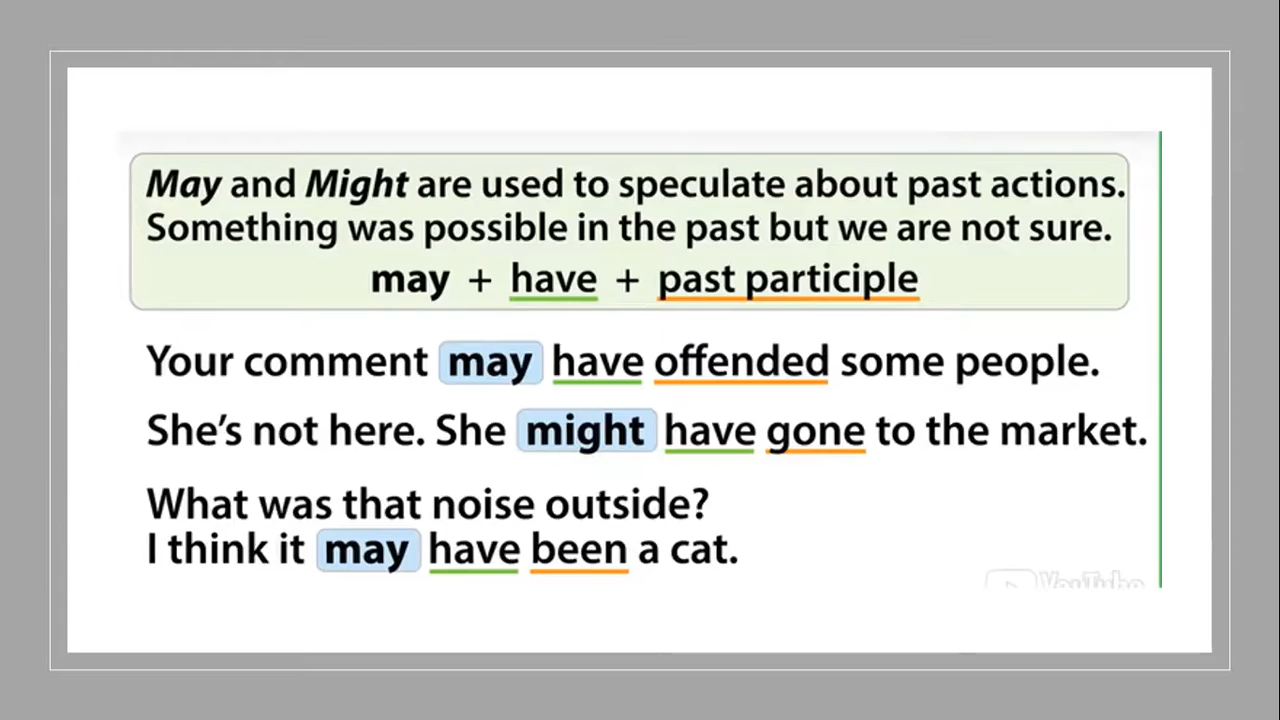 May and Might are used to speculate about past actions.
Something was possible in the past but we are not sure.
may + have + past participle
Your comment may have offended some people.
She's not here. She might have gone to the market.
What was that noise outside?
I think it may have been a cat.
YouTube